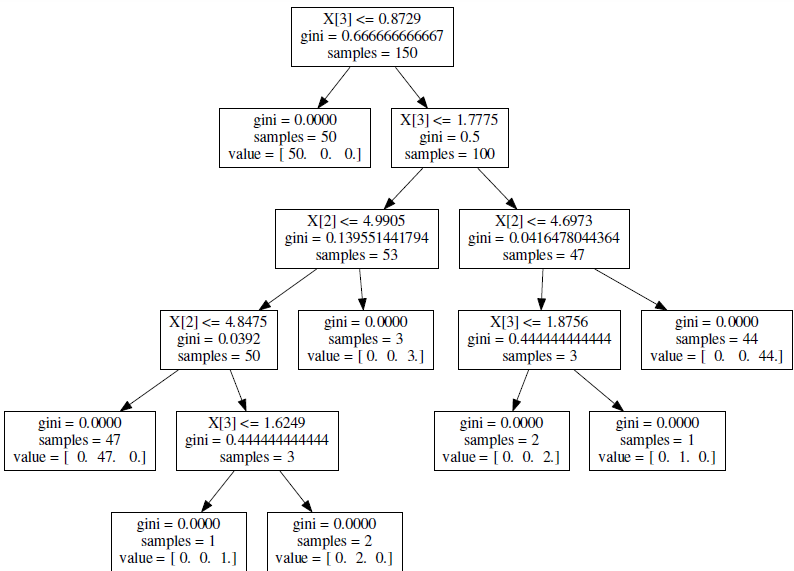 X[3] <= 0.8729
gini = 0.666666666667
samples = 150
gini = 0.0000
samples = 50
value = [ 50. 0. 0.]
X[3] <= 1.7775
gini = 0.5
samples = 100
X[2] <= 4.9905
gini = 0.139551441794
samples = 53
X[2] <= 4.6973
gini = 0.0416478044364
samples = 47
X[2] <= 4.8475
gini = 0.0392
samples = 50
gini = 0.0000
samples = 3
value = [ 0. 0. 3.]
X[3] <= 1.8756
gini = 0.444444444444
samples = 3
gini = 0.0000
samples = 44
value = [ 0. 0. 44.]
gini = 0.0000
samples = 47
value = [ 0. 47. 0.]
X[3] <= 1.6249
gini = 0.444444444444
samples = 3
gini = 0.0000
samples = 2
value = [ 0. 0. 2.]
gini = 0.0000
samples = 1
value = [ 0. 1. 0.]
gini = 0.0000
samples = 1
value = [ 0. 0. 1.]
gini = 0.0000
samples = 2
value = [ 0. 2. 0.]